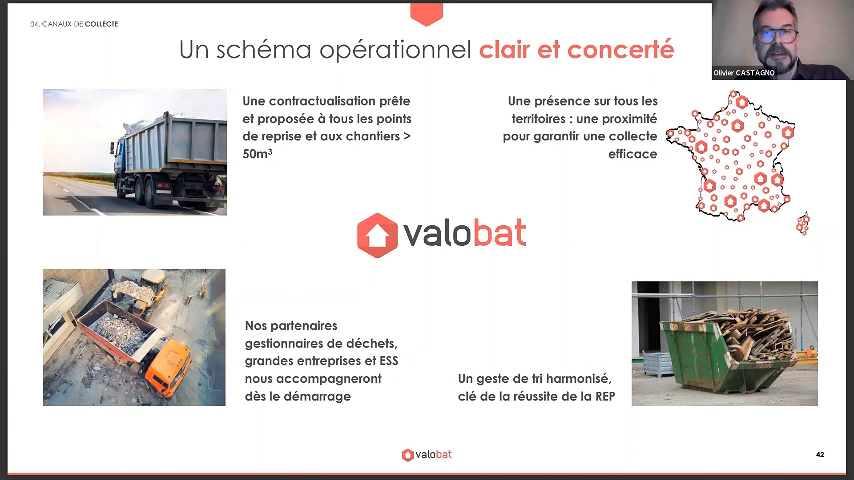 04. CANAUX DE COLLECTE
Un schéma opérationnel clair et concerté
Olivier CASTAGNO
Une contractualisation prête
et proposée à tous les points
de reprise et aux chantiers >
50m³
Une présence sur tous les
territoires : une proximité
pour garantir une collecte
efficace
valobat
Nos partenaires
gestionnaires de déchets,
grandes entreprises et ESS
nous accompagneront
dès le démarrage
Un geste de tri harmonisé,
clé de la réussite de la REP
valobat
42